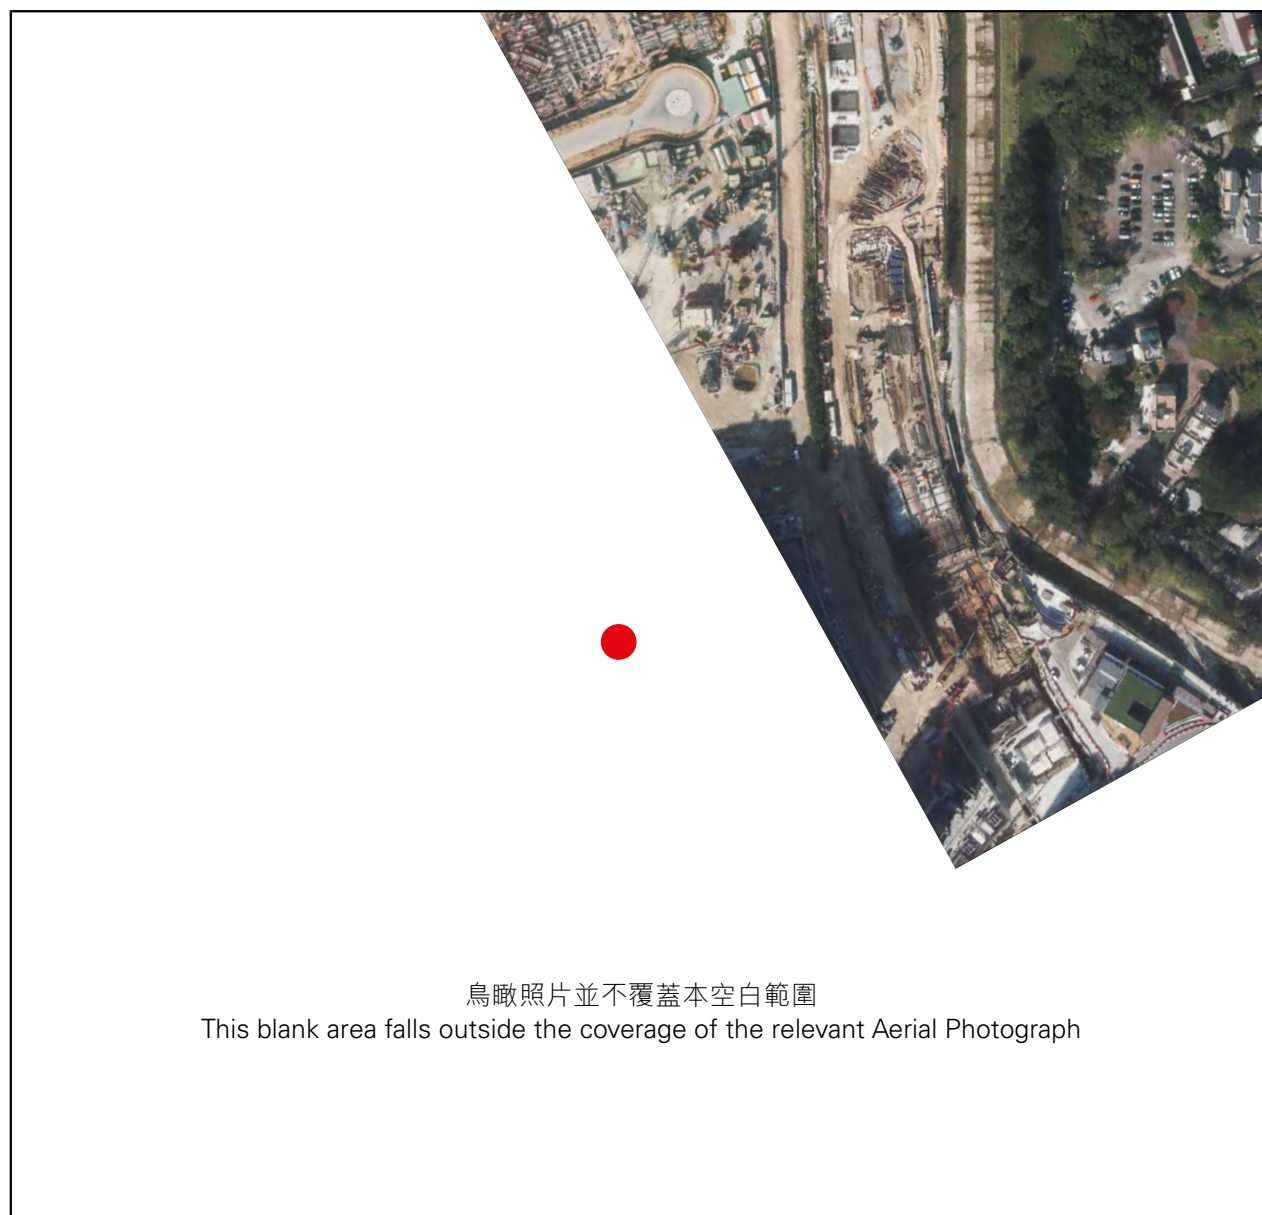 鳥瞰照片並不覆蓋本空白範圍
This blank area falls outside the coverage of the relevant Aerial Photograph